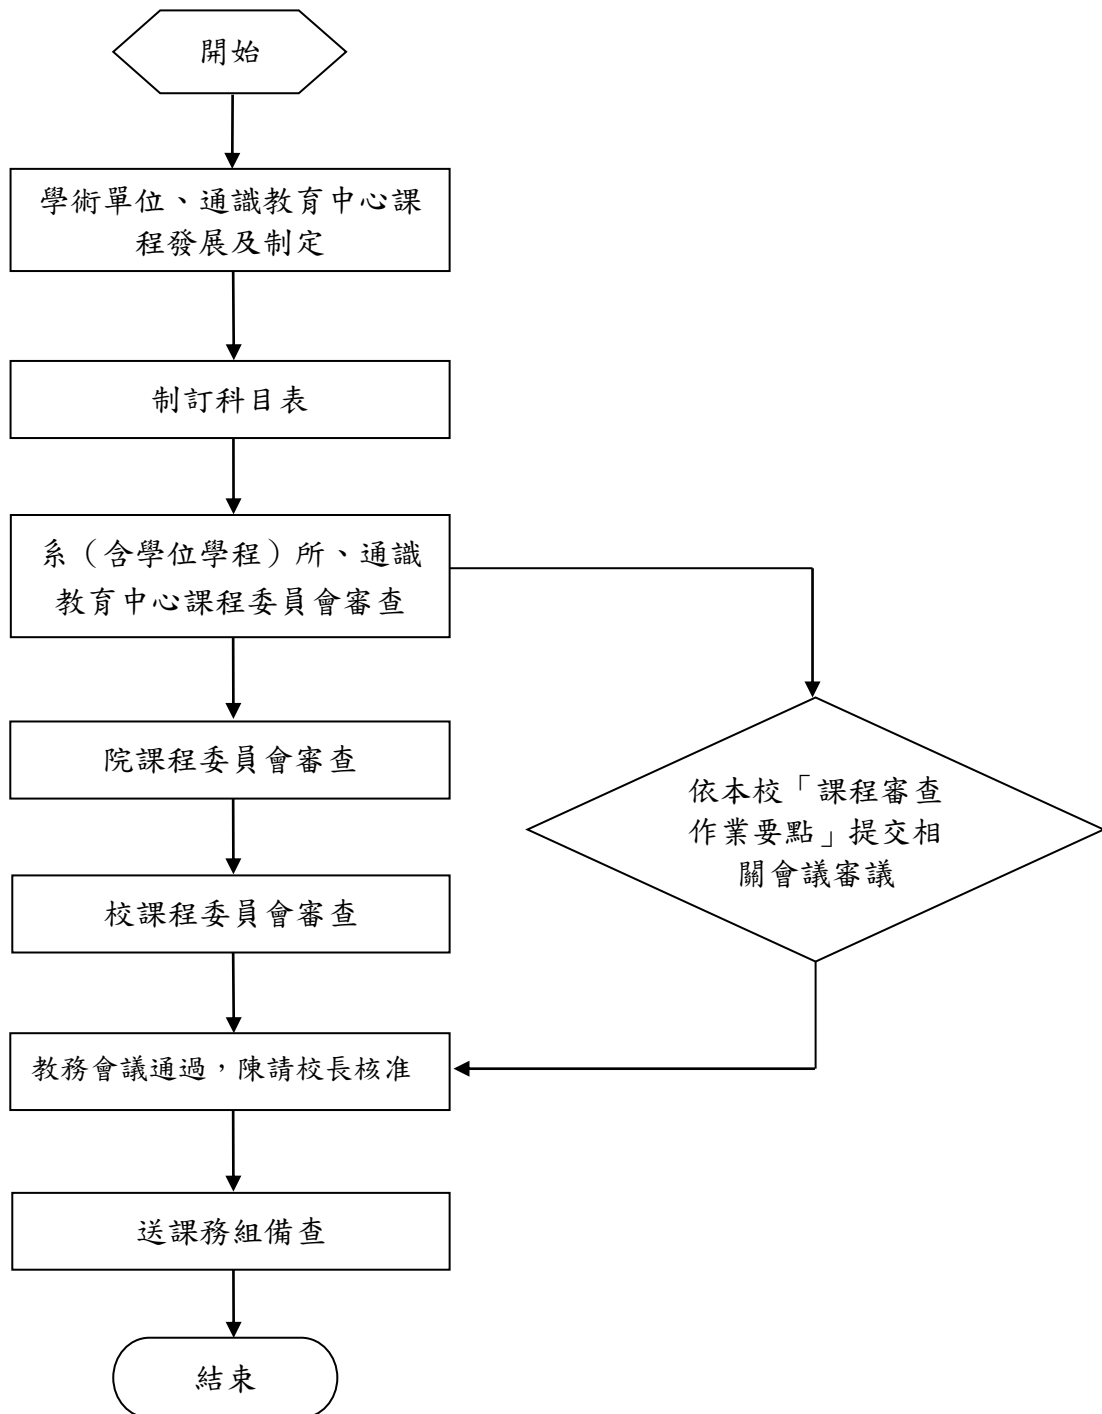 開始
學術單位、通識教育中心課
程發展及制定
制訂科目表
系（含學位學程）所、通識
教育中心課程委員會審查
院課程委員會審查
依本校「課程審查
作業要點」提交相
關會議審議
校課程委員會審查
教務會議通過，陳請校長核准
送課務組備查
結束